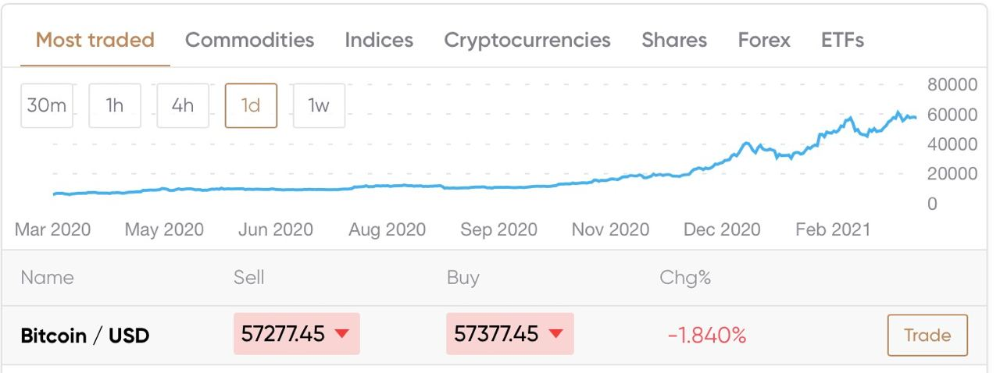 Most traded Commodities Indices Cryptocurrencies Shares Forex ETFs
30m 1h 4h 1d 1w
80000
60000
40000
20000
0
Mar 2020 May 2020 Jun 2020 Aug 2020 Sep 2020 Nov 2020 Dec 2020 Feb 2021
Name Sell Buy Chg%
Bitcoin / USD 57277.45 57377.45 -1.840% Trade